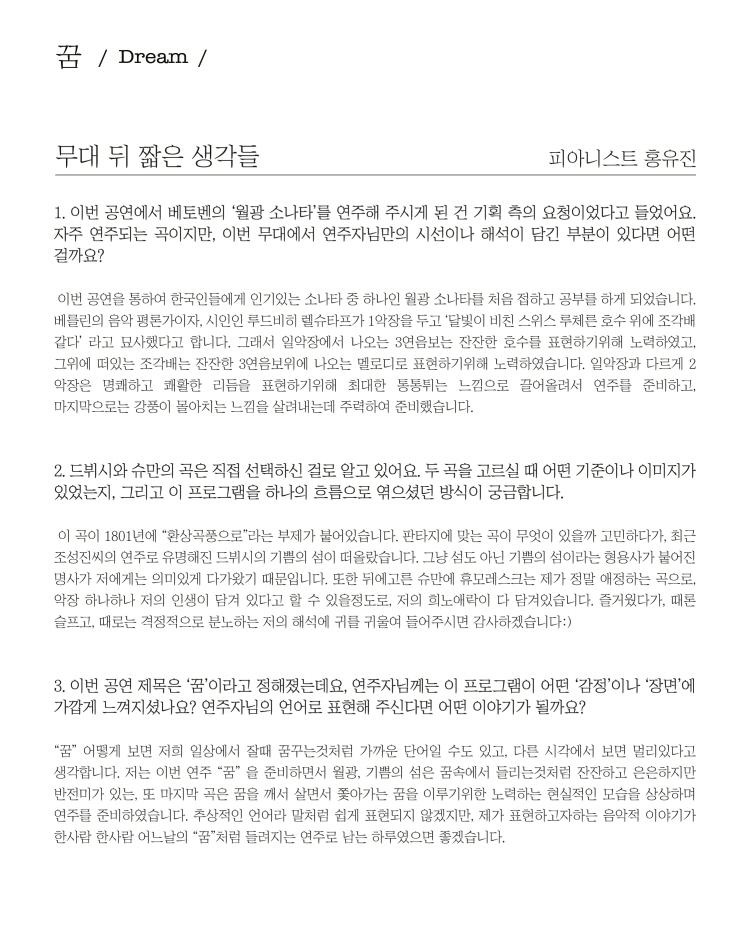 꿈 / Dream /
무대 뒤 짧은 생각들 피아니스트 홍유진
1. 이번 공연에서 베토벤의 ‘월광 소나타’를 연주해 주시게 된 건 기획 측의 요청이었다고 들었어요.
자주 연주되는 곡이지만, 이번 무대에서 연주자님만의 시선이나 해석이 담긴 부분이 있다면 어떤
걸까요?
이번 공연을 통하여 한국인들에게 인기있는 소나타 중 하나인 월광 소나타를 처음 접하고 공부를 하게 되었습니다.
베를린의 음악 평론가이자, 시인인 루드비히 렐슈타프가 1악장을 두고 ‘달빛이 비친 스위스 루체른 호수 위에 조각배
같다’ 라고 묘사했다고 합니다. 그래서 일악장에서 나오는 3연음보는 잔잔한 호수를 표현하기위해 노력하였고,
그위에 떠있는 조각배는 잔잔한 3연음보위에 나오는 멜로디로 표현하기위해 노력하였습니다. 일악장과 다르게 2
악장은 명쾌하고 쾌활한 리듬을 표현하기위해 최대한 통통튀는 느낌으로 끌어올려서 연주를 준비하고,
마지막으로는 강풍이 몰아치는 느낌을 살려내는데 주력하여 준비했습니다.
2. 드뷔시와 슈만의 곡은 직접 선택하신 걸로 알고 있어요. 두 곡을 고르실 때 어떤 기준이나 이미지가
있었는지, 그리고 이 프로그램을 하나의 흐름으로 엮으셨던 방식이 궁금합니다.
이 곡이 1801년에 “환상곡풍으로”라는 부제가 붙어있습니다. 판타지에 맞는 곡이 무엇이 있을까 고민하다가, 최근
조성진씨의 연주로 유명해진 드뷔시의 기쁨의 섬이 떠올랐습니다. 그냥 섬도 아닌 기쁨의 섬이라는 형용사가 붙어진
명사가 저에게는 의미있게 다가왔기 때문입니다. 또한 뒤에고른 슈만에 휴모레스크는 제가 정말 애정하는 곡으로,
악장 하나하나 저의 인생이 담겨 있다고 할 수 있을정도로, 저의 희노애락이 다 담겨있습니다. 즐거웠다가, 때론
슬프고, 때로는 격정적으로 분노하는 저의 해석에 귀를 귀울여 들어주시면 감사하겠습니다:)
3. 이번 공연 제목은 ‘꿈’이라고 정해졌는데요, 연주자님께는 이 프로그램이 어떤 ‘감정’이나 ‘장면’에
가깝게 느껴지셨나요? 연주자님의 언어로 표현해 주신다면 어떤 이야기가 될까요?
“꿈” 어떻게 보면 저희 일상에서 잘때 꿈꾸는것처럼 가까운 단어일 수도 있고, 다른 시각에서 보면 멀리있다고
생각합니다. 저는 이번 연주 “꿈” 을 준비하면서 월광, 기쁨의 섬은 꿈속에서 들리는것처럼 잔잔하고 은은하지만
반전미가 있는, 또 마지막 곡은 꿈을 깨서 살면서 쫓아가는 꿈을 이루기위한 노력하는 현실적인 모습을 상상하며
연주를 준비하였습니다. 추상적인 언어라 말처럼 쉽게 표현되지 않겠지만, 제가 표현하고자하는 음악적 이야기가
한사람 한사람 어느날의 “꿈”처럼 들려지는 연주로 남는 하루였으면 좋겠습니다.